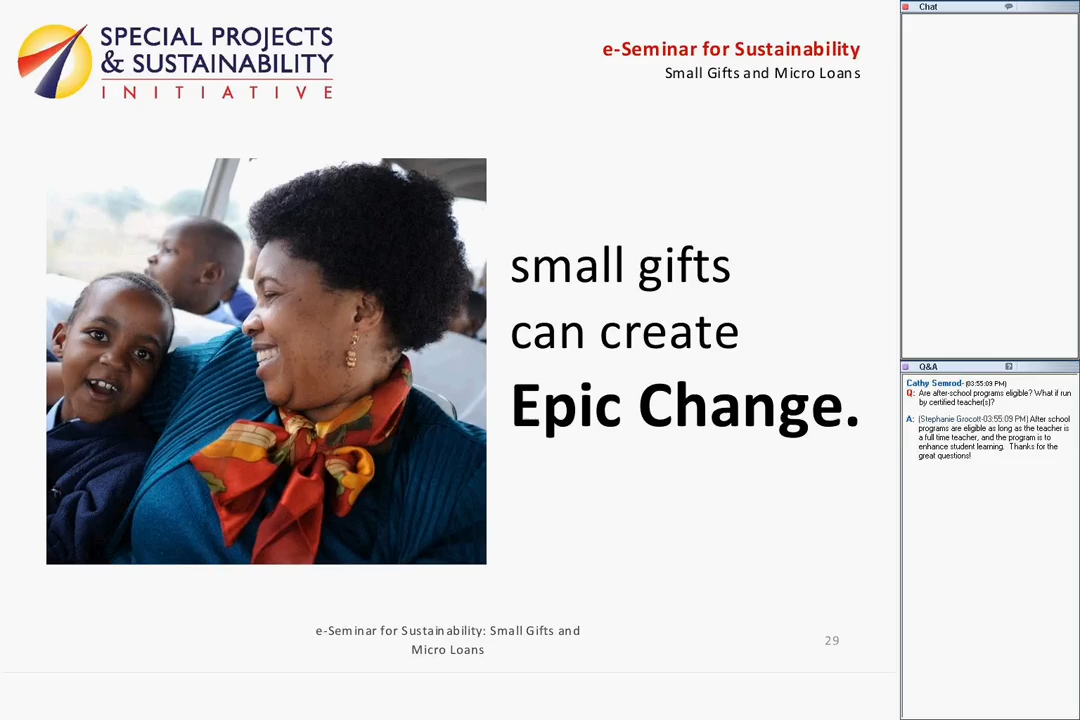 SPECIAL PROJECTS
& SUSTAINABILITY
INITIATIVE
e-Seminar for Sustainability
Small Gifts and Micro Loans
small gifts
can create
Epic Change.
e-Seminar for Sustainability: Small Gifts and
Micro Loans
29
Chat
Q&A
Cathy Semrod- (03:55:09 PM)
Q: Are after-school programs eligible? What if run
by certified teacher(s)?
A: (Stephanie Grocott-03:55:09 PM) After school
programs are eligible as long as the teacher is
a full time teacher, and the program is to
enhance student learning. Thanks for the
great questions!